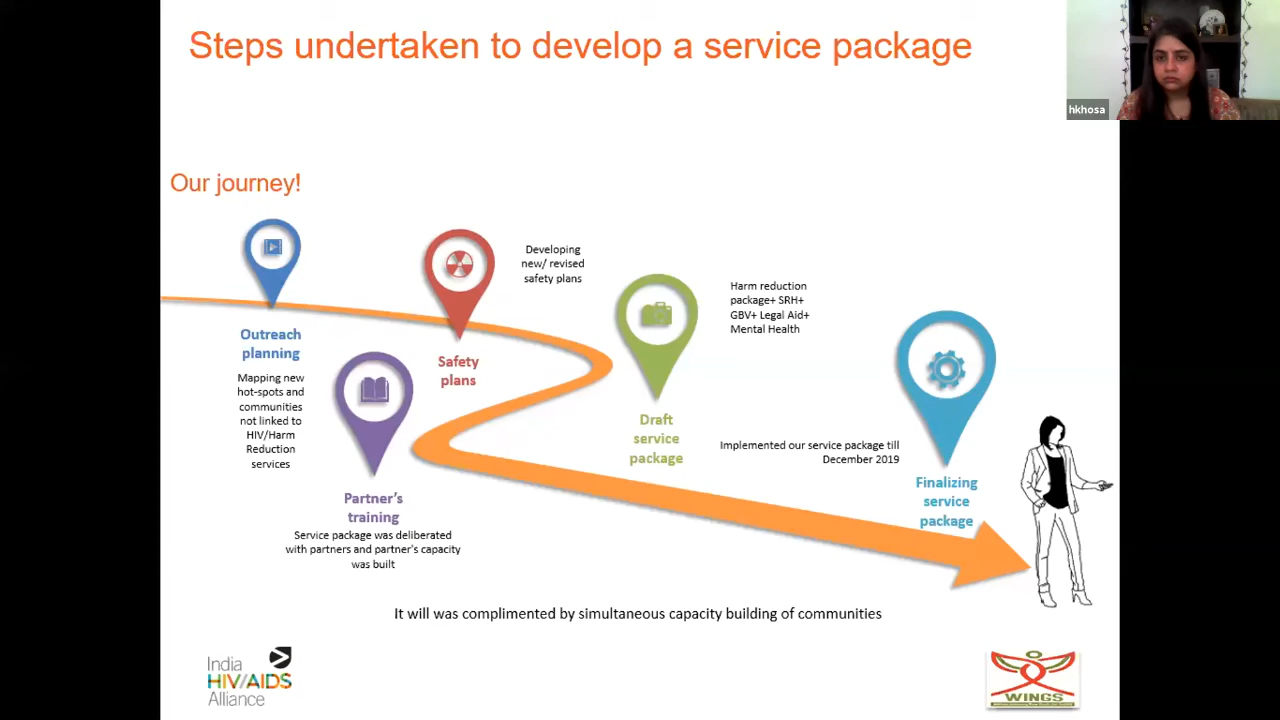 Steps undertaken to develop a service package
hkhosa
Our journey!
Outreach
planning
Mapping new
hot-spots and
communities
not linked to
HIV/Harm
Reduction
services
Partner's
training
Service package was deliberated
with partners and partner's capacity
was built
Safety
plans
Developing
new/ revised
safety plans
Draft
service
package
Harm reduction
package+ SRH+
GBV+ Legal Aid+
Mental Health
Implemented our service package till
December 2019
Finalizing
service
package
It will was complimented by simultaneous capacity building of communities
India
HIV/AIDS
Alliance
WINGS